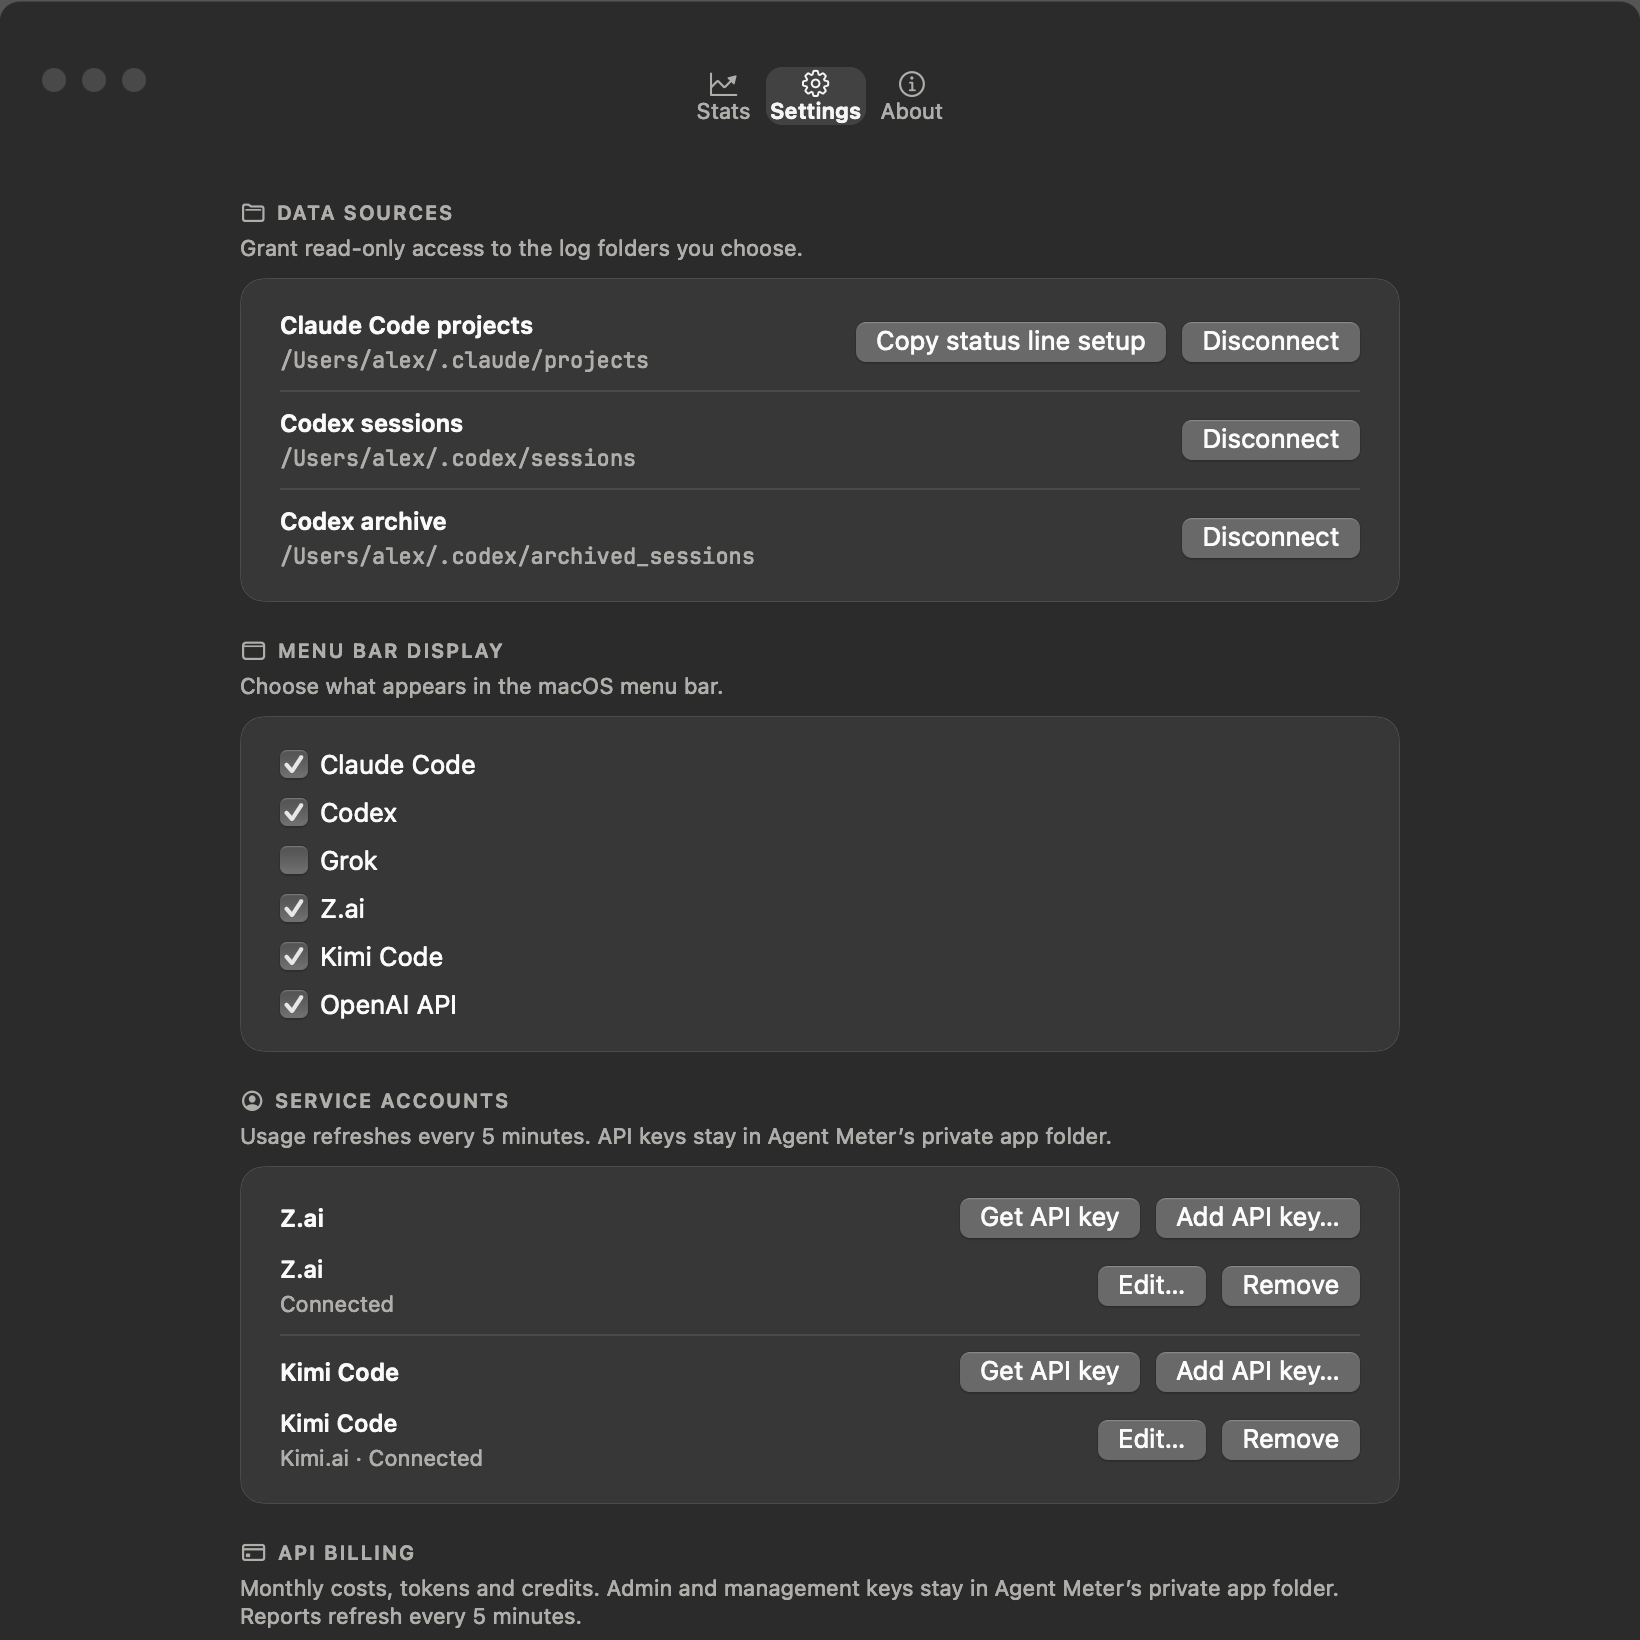 Stats
Settings
About
DATA SOURCES
Grant read-only access to the log folders you choose.
Claude Code projects
/Users/alex/.claude/projects
Copy status line setup
Disconnect
Codex sessions
/Users/alex/.codex/sessions
Disconnect
Codex archive
/Users/alex/.codex/archived_sessions
Disconnect
MENU BAR DISPLAY
Choose what appears in the macOS menu bar.
Claude Code
Codex
Grok
Z.ai
Kimi Code
OpenAI API
SERVICE ACCOUNTS
Usage refreshes every 5 minutes. API keys stay in Agent Meter’s private app folder.
Z.ai
Get API key
Add API key...
Z.ai
Connected
Edit...
Remove
Kimi Code
Get API key
Add API key...
Kimi Code
Kimi.ai · Connected
Edit...
Remove
API BILLING
Monthly costs, tokens and credits. Admin and management keys stay in Agent Meter’s private app folder.
Reports refresh every 5 minutes.